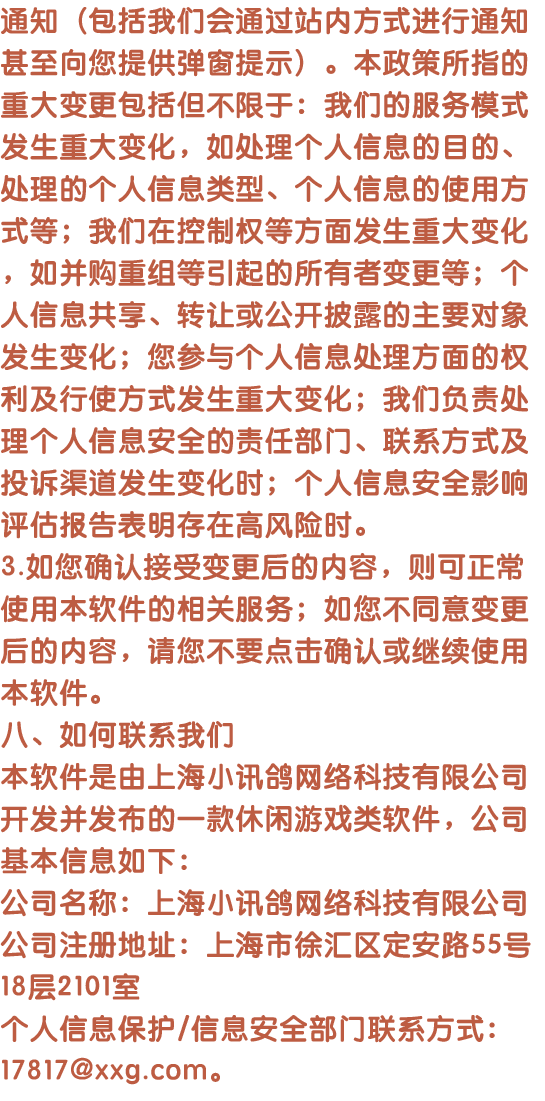 通知（包括我们会通过站内方式进行通知
甚至向您提供弹窗提示）。本政策所指的
重大变更包括但不限于：我们的服务模式
发生重大变化，如处理个人信息的目的、
处理的个人信息类型、个人信息的使用方
式等；我们在控制权等方面发生重大变化
，如并购重组等引起的所有者变更等；个
人信息共享、转让或公开披露的主要对象
发生变化；您参与个人信息处理方面的权
利及行使方式发生重大变化；我们负责处
理个人信息安全的责任部门、联系方式及
投诉渠道发生变化时；个人信息安全影响
评估报告表明存在高风险时。
3.如您确认接受变更后的内容，则可正常
使用本软件的相关服务；如您不同意变更
后的内容，请您不要点击确认或继续使用
本软件。
八、如何联系我们
本软件是由上海小讯鸽网络科技有限公司
开发并发布的一款休闲游戏类软件，公司
基本信息如下：
公司名称：上海小讯鸽网络科技有限公司
公司注册地址：上海市徐汇区定安路55号
18层2101室
个人信息保护/信息安全部门联系方式：
17817@xxg.com。